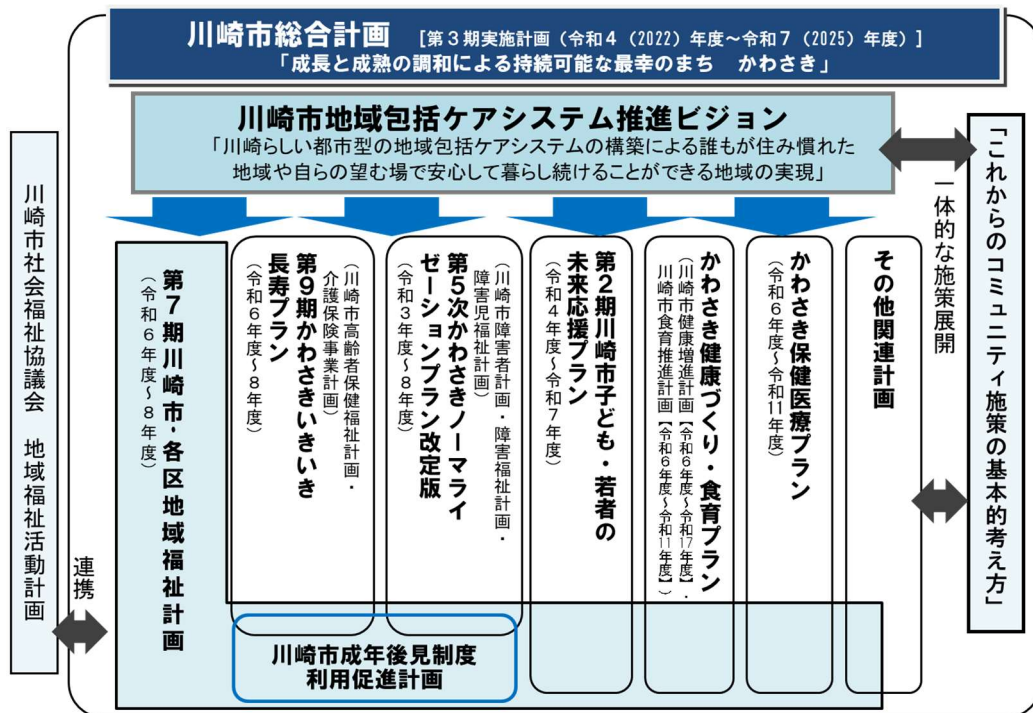 川崎市総合計画 [第3期実施計画（令和4（2022）年度～令和7（2025）年度）]
「成長と成熟の調和による持続可能な最幸のまち　かわさき」
川崎市地域包括ケアシステム推進ビジョン
「川崎らしい都市型の地域包括ケアシステムの構築による誰もが住み慣れた
地域や自らの望む場で安心して暮らし続けることができる地域の実現」
川崎市社会福祉協議会　地域福祉活動計画
連携
第7期川崎市・各区地域福祉計画
（令和6年度～8年度）
（川崎市高齢者保健福祉計画・
介護保険事業計画）
第9期かわさきいきいき
長寿プラン
（令和6年度～8年度）
（川崎市障害者計画・障害福祉計画・
障害児福祉計画）
第5次かわさきノーマライ
ゼーションプラン改定版
（令和3年度～8年度）
第2期川崎市子ども・若者の
未来応援プラン
（令和4年度～令和7年度）
かわさき健康づくり・食育プラン
（川崎市健康増進計画【令和6年度～令和17年度】・
川崎市食育推進計画【令和6年度～令和11年度】）
かわさき保健医療プラン
（令和6年度～令和11年度）
その他関連計画
川崎市成年後見制度
利用促進計画
一体的な施策展開
「これからのコミュニティ施策の基本的考え方」